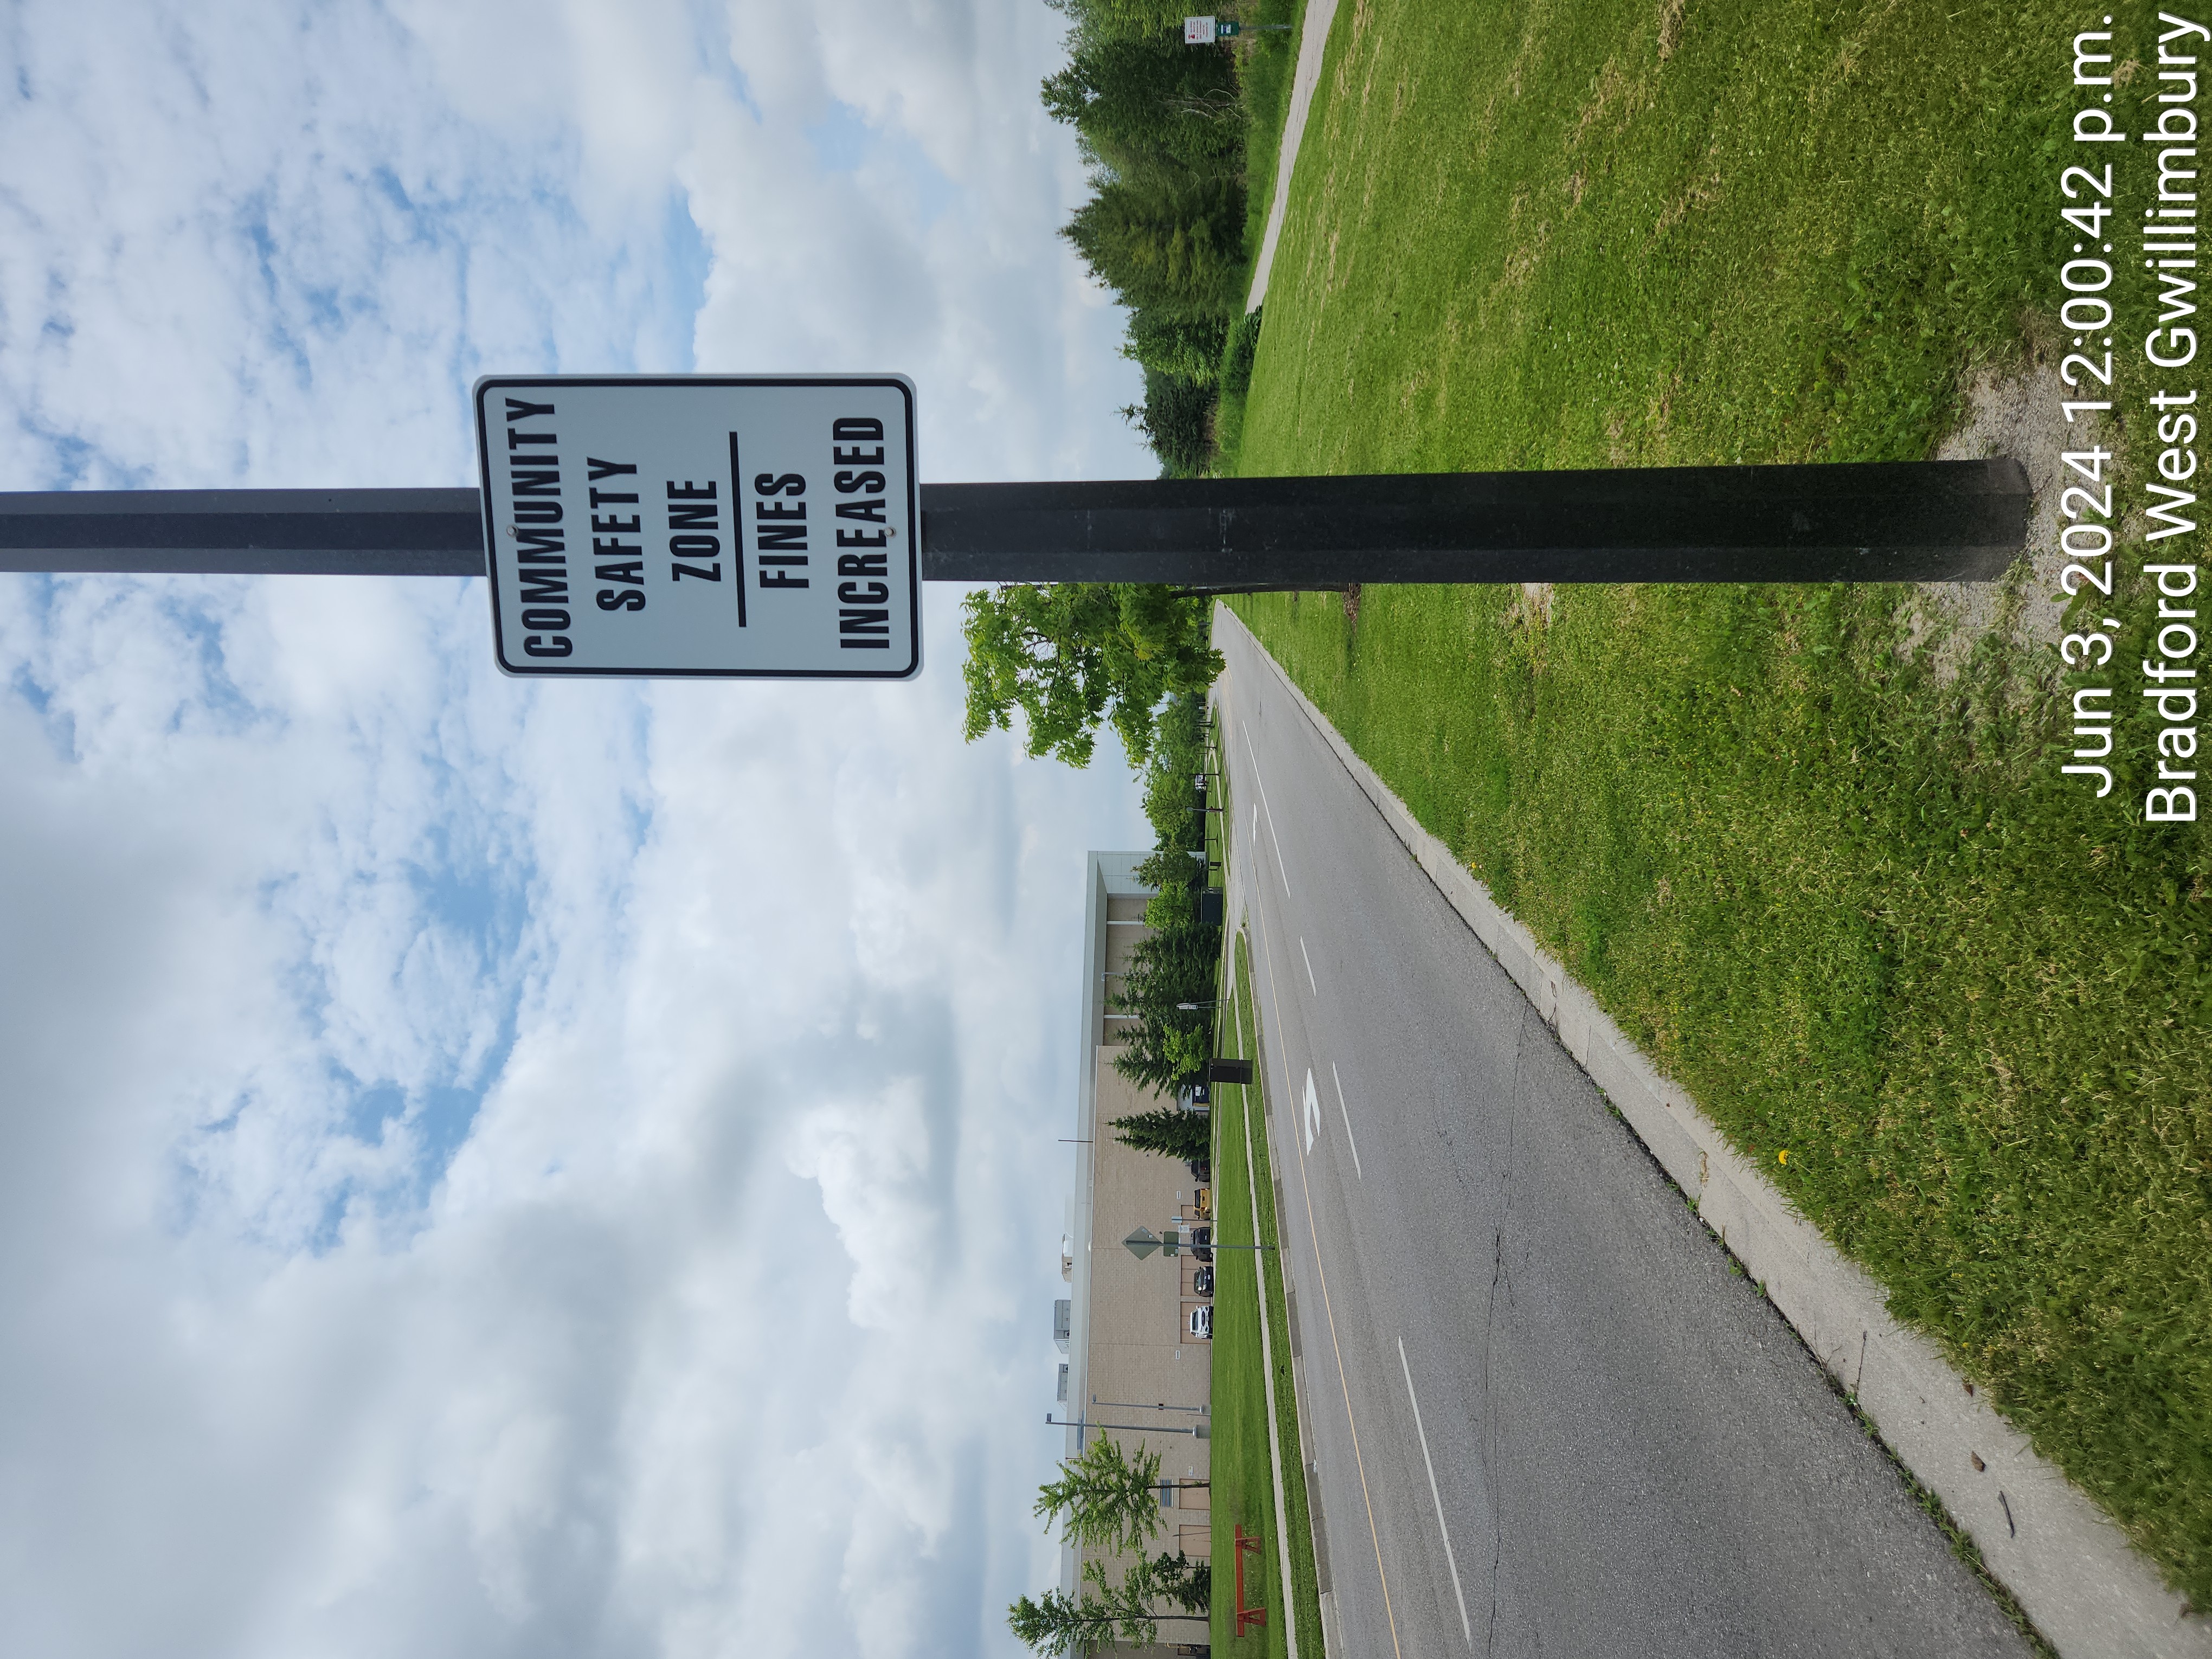 COMMUNITY
SAFETY
ZONE
FINES
INCREASED
Jun 3, 2024 12:00:42 p.m.
Bradford West Gwillimbury